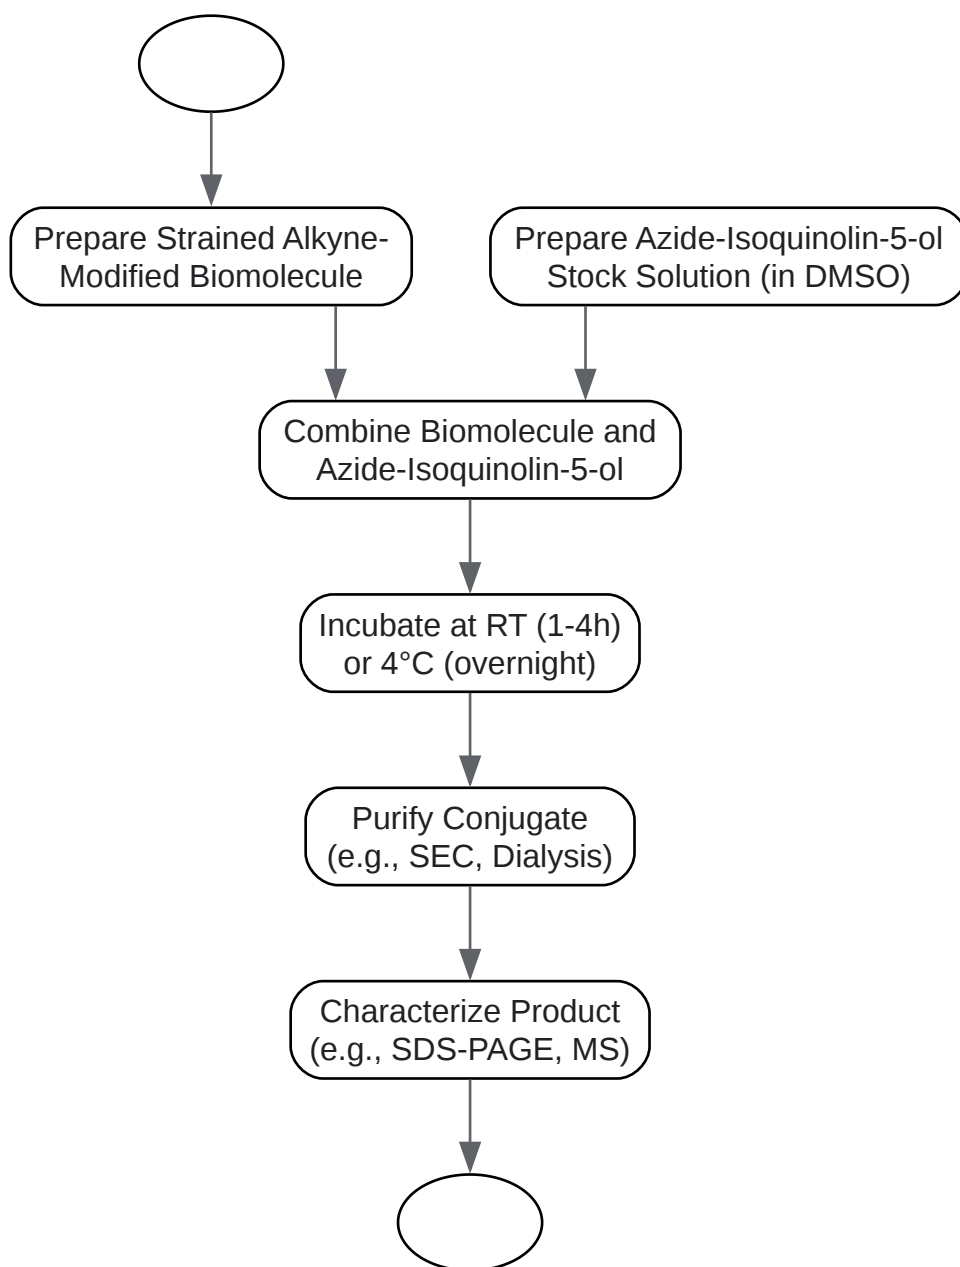 Prepare Strained Alkyne-
Modified Biomolecule
Prepare Azide-Isoquinolin-5-ol
Stock Solution (in DMSO)
Combine Biomolecule and
Azide-Isoquinolin-5-ol
Incubate at RT (1-4h)
or 4°C (overnight)
Purify Conjugate
(e.g., SEC, Dialysis)
Characterize Product
(e.g., SDS-PAGE, MS)